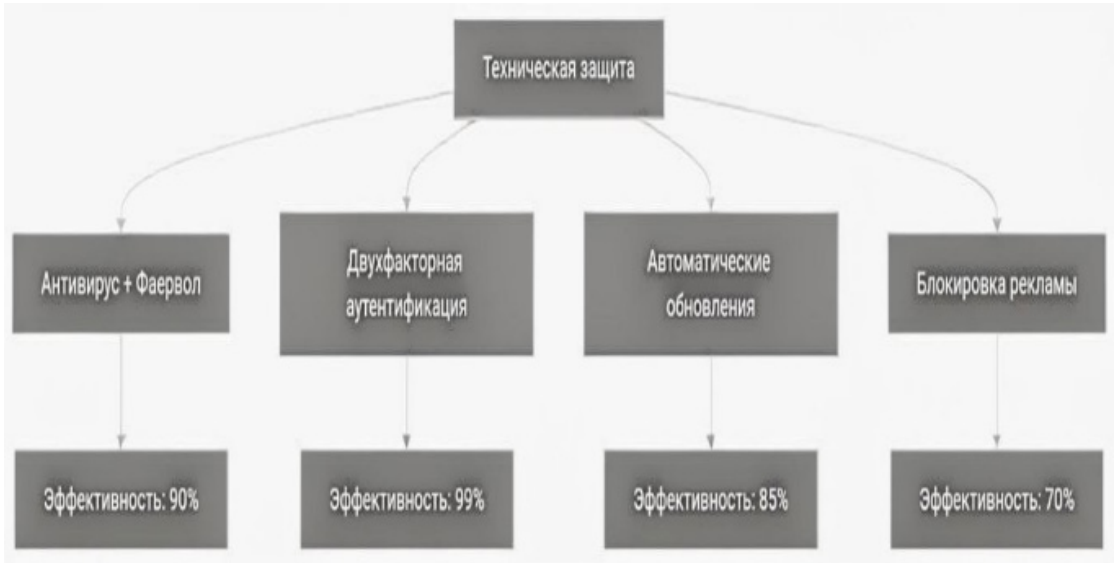 Техническая защита
Антивирус + Фаервол
Двухфакторная
аутентификация
Автоматические
обновления
Блокировка рекламы
Эффективность: 90%
Эффективность: 99%
Эффективность: 85%
Эффективность: 70%